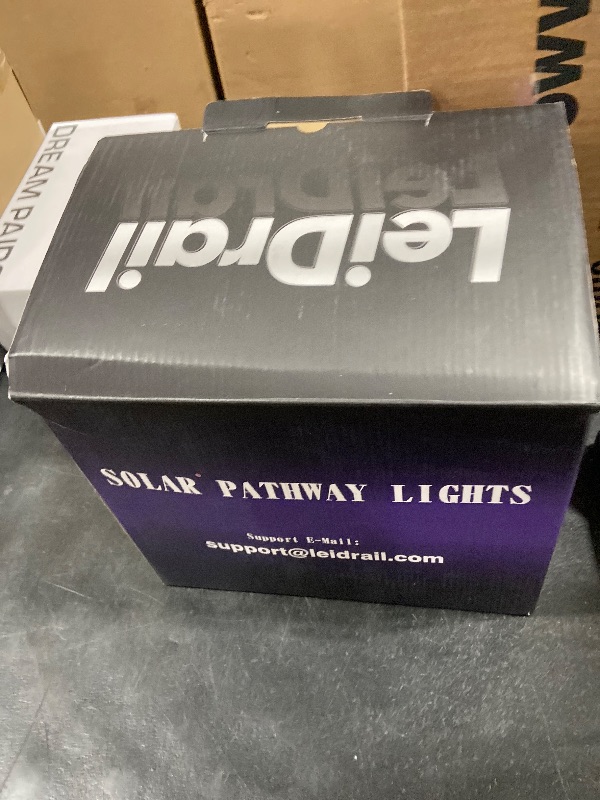 LeiDrail
SOLAR PATHWAY LIGHTS
Support E-Mail:
support@leidrail.com
DREAM PAIRS